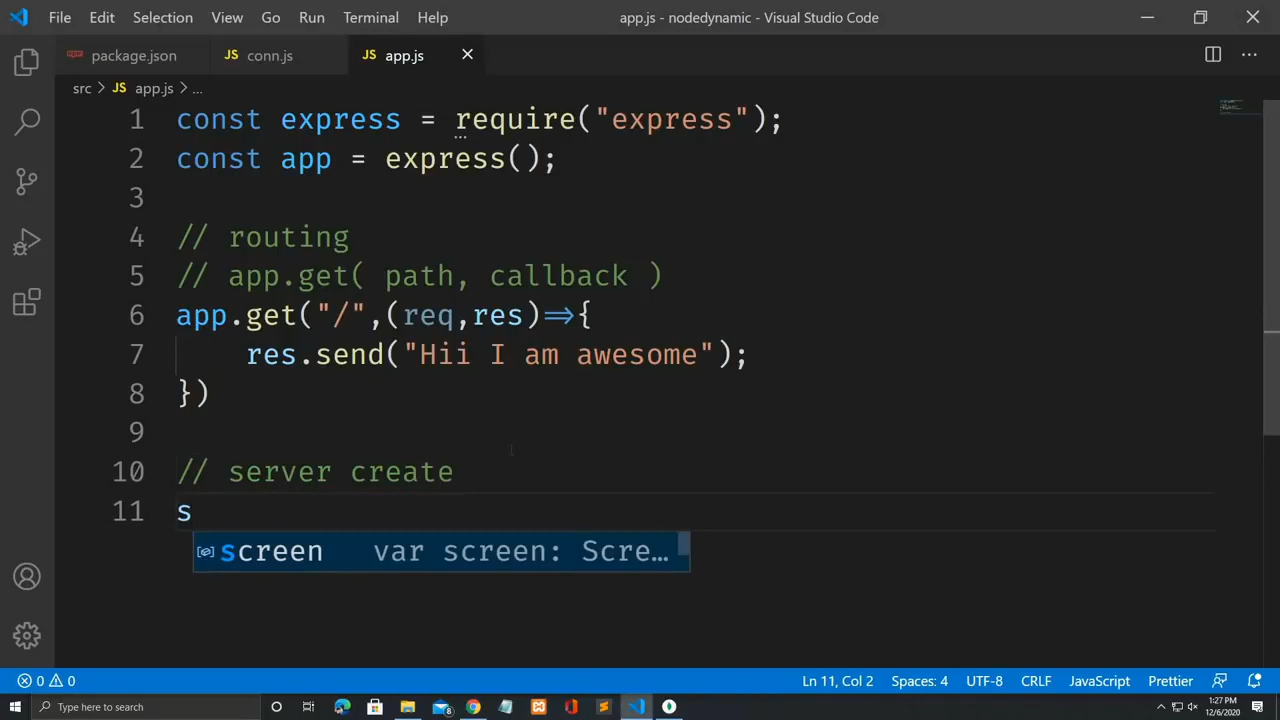 File Edit Selection View Go Run Terminal Help app.js - nodedynamic - Visual Studio Code
package.json JS conn.js JS app.js
src > JS app.js > ...
1 const express = require("express");
2 const app = express();
3
4 // routing
5 // app.get( path, callback )
6 app.get("/",(req,res)=>{
7 res.send("Hii I am awesome");
8 })
9
10 // server create
11 s
screen var screen: Scre...
0 0 Ln 11, Col 2 Spaces: 4 UTF-8 CRLF JavaScript Prettier
Type here to search 8 1:27 PM
12/6/2020